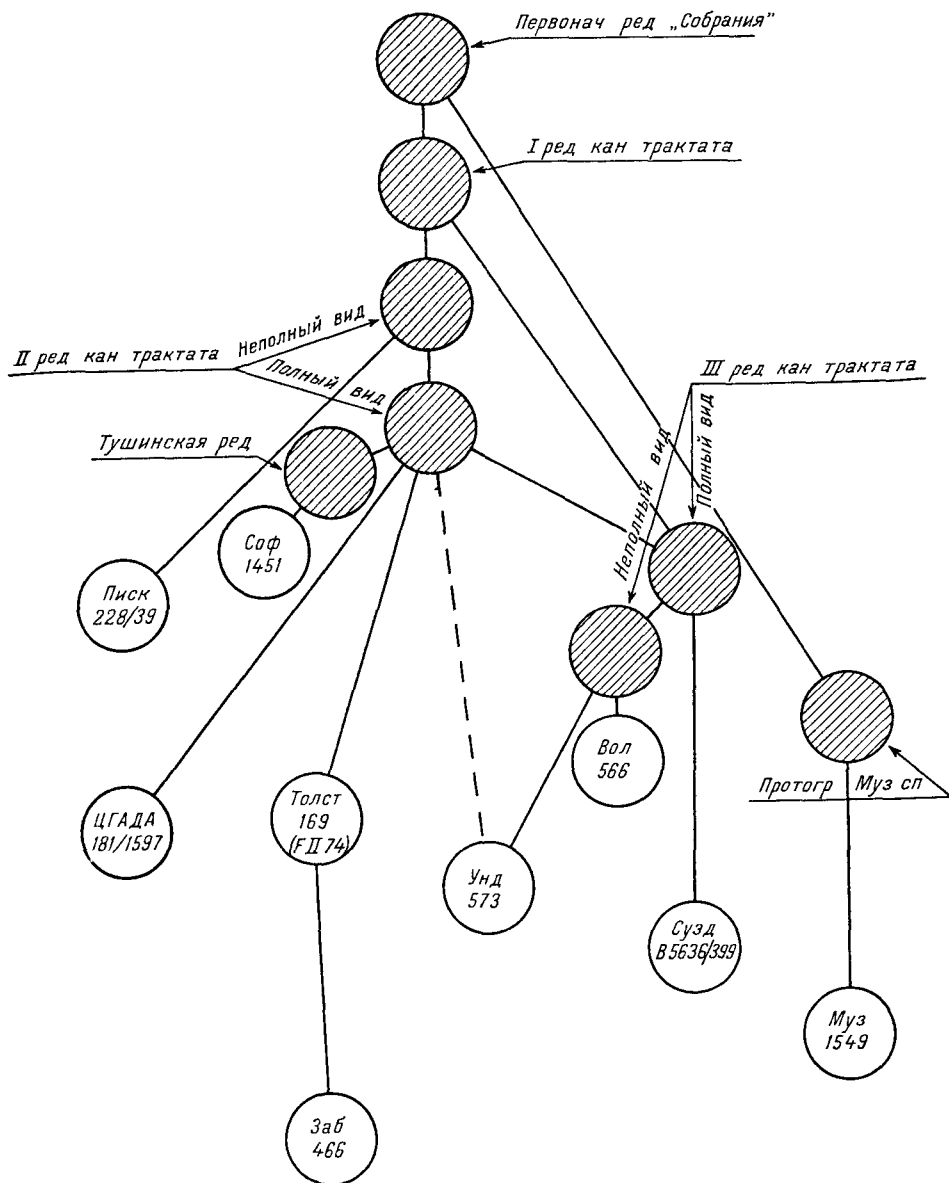 Первонач ред „Собрания”
I ред кан трактата
II ред кан трактата
Неполный вид
Полный вид
III ред кан трактата
Неполный вид
Полный вид
Тушинская ред
Соф
1451
Писк
228/39
Вол
566
Протогр Муз сп
ЦГАДА
181/1597
Толст
169
(F II 74)
Унд
573
Сузд
В 5636/399
Муз
1549
Заб
466